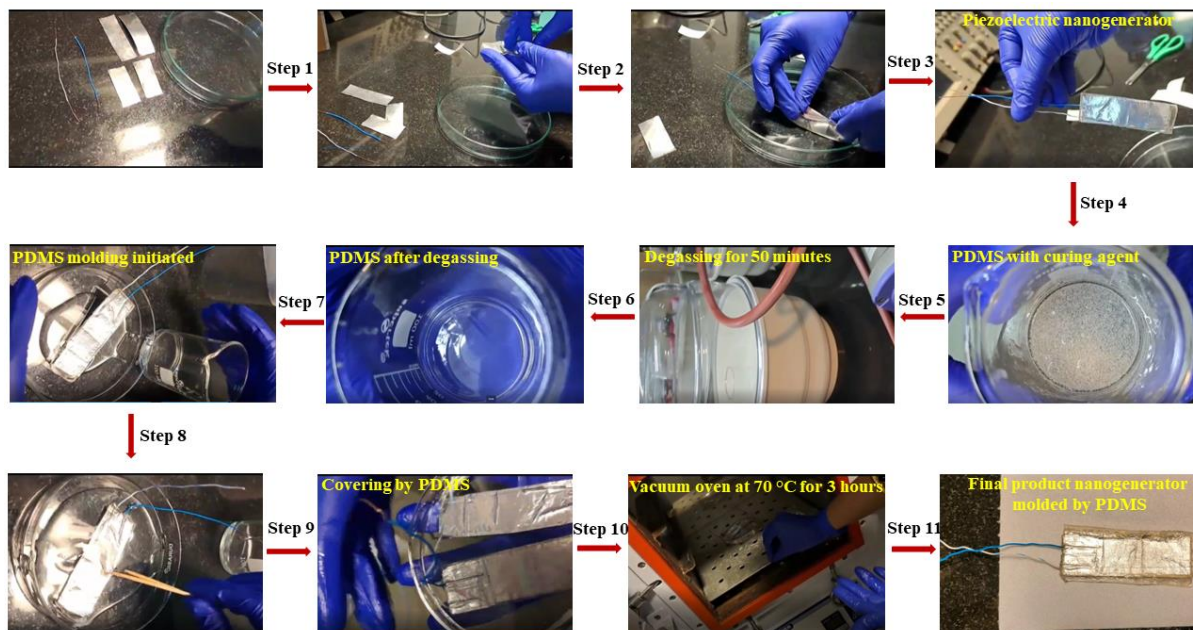 Step 1
Step 2
Step 3
Piezoelectric nanogenerator
Step 4
PDMS with curing agent
Step 5
Degassing for 50 minutes
Step 6
PDMS after degassing
Step 7
PDMS molding initiated
Step 8
Step 9
Covering by PDMS
Step 10
Vacuum oven at 70 °C for 3 hours
Step 11
Final product nanogenerator
molded by PDMS